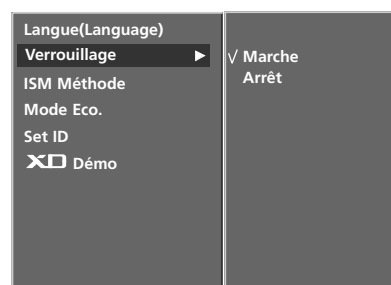 Langue(Language)
Verrouillage
ISM Méthode
Mode Eco.
Set ID
XD Démo
√ Marche
Arrêt